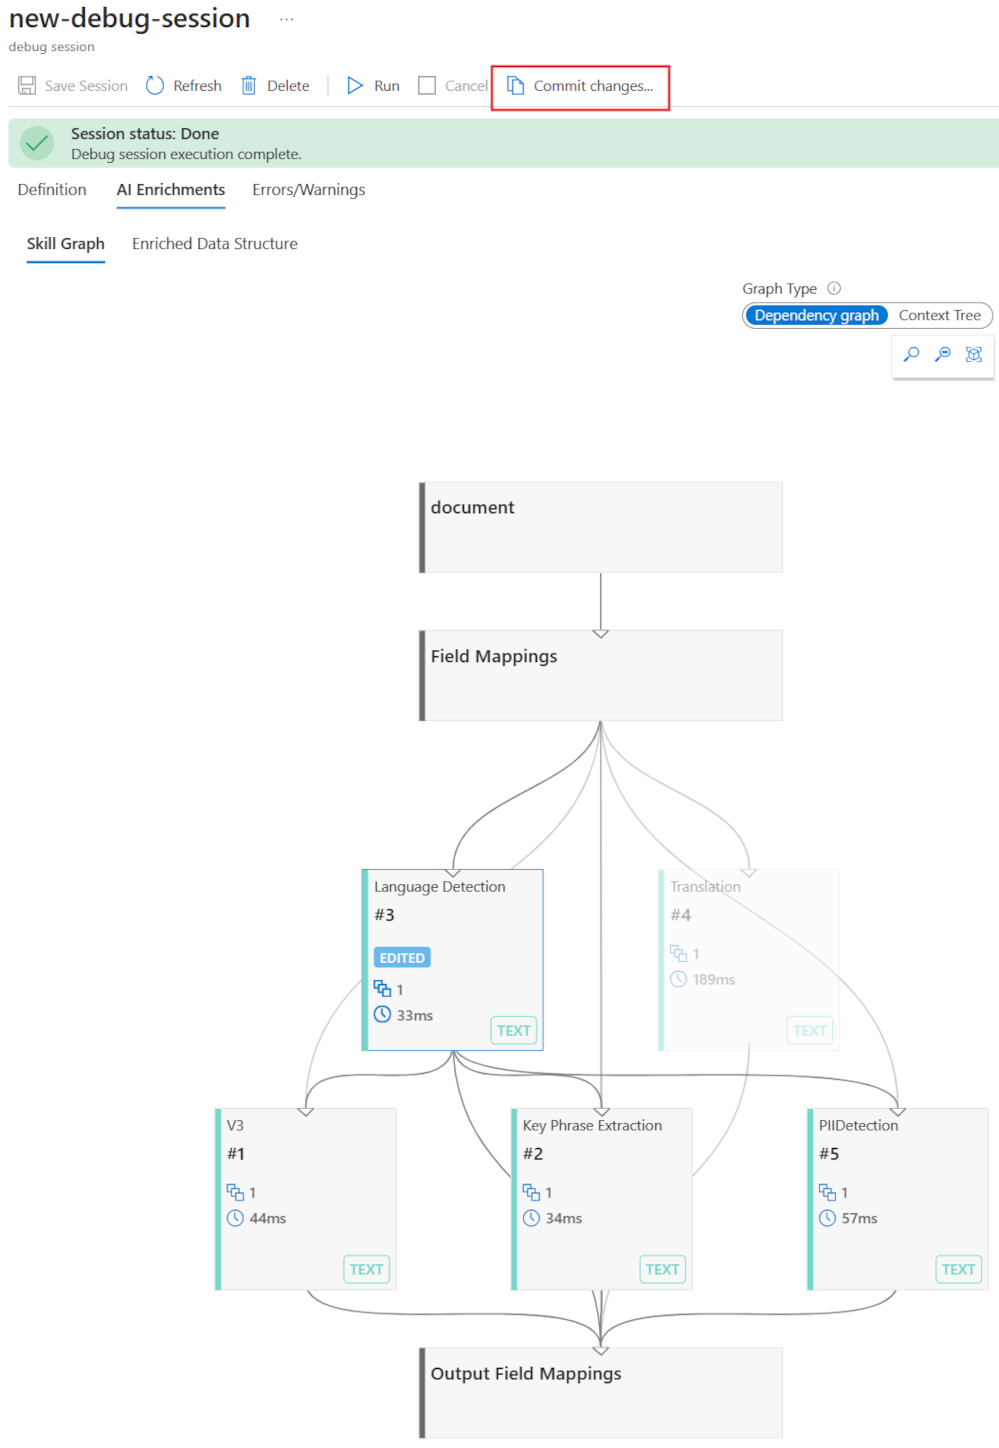 new-debug-session ...
debug session
Save Session Refresh Delete Run Cancel Commit changes...
Session status: Done
Debug session execution complete.
Definition AI Enrichments Errors/Warnings
Skill Graph Enriched Data Structure
Graph Type
Dependency graph Context Tree
document
Field Mappings
Language Detection
#3
EDITED
1
33ms
TEXT
Translation
#4
1
189ms
TEXT
V3
#1
1
44ms
TEXT
Key Phrase Extraction
#2
1
34ms
TEXT
PIIDetection
#5
1
57ms
TEXT
Output Field Mappings